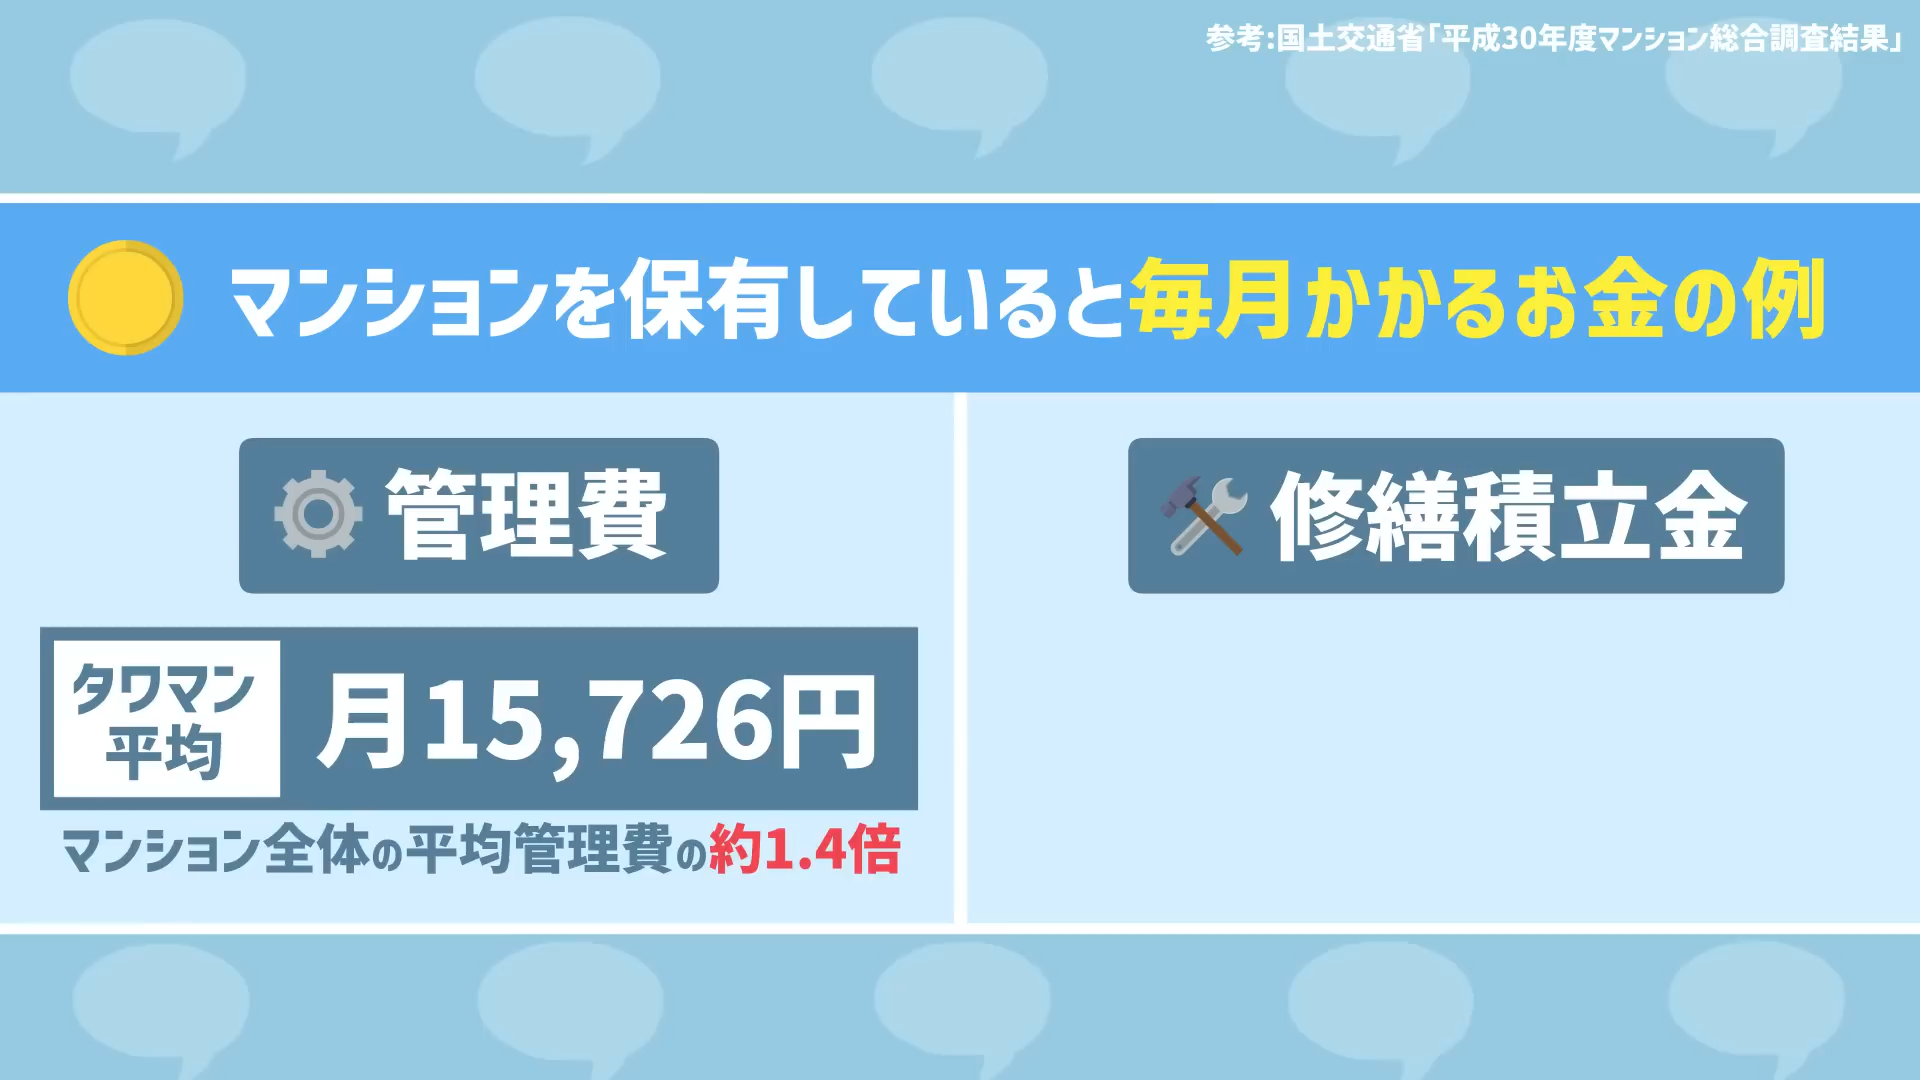 参考:国土交通省「平成30年度マンション総合調査結果」
マンションを保有していると毎月かかるお金の例
管理費
修繕積立金
タワマン
平均
月15,726円
マンション全体の平均管理費の約1.4倍